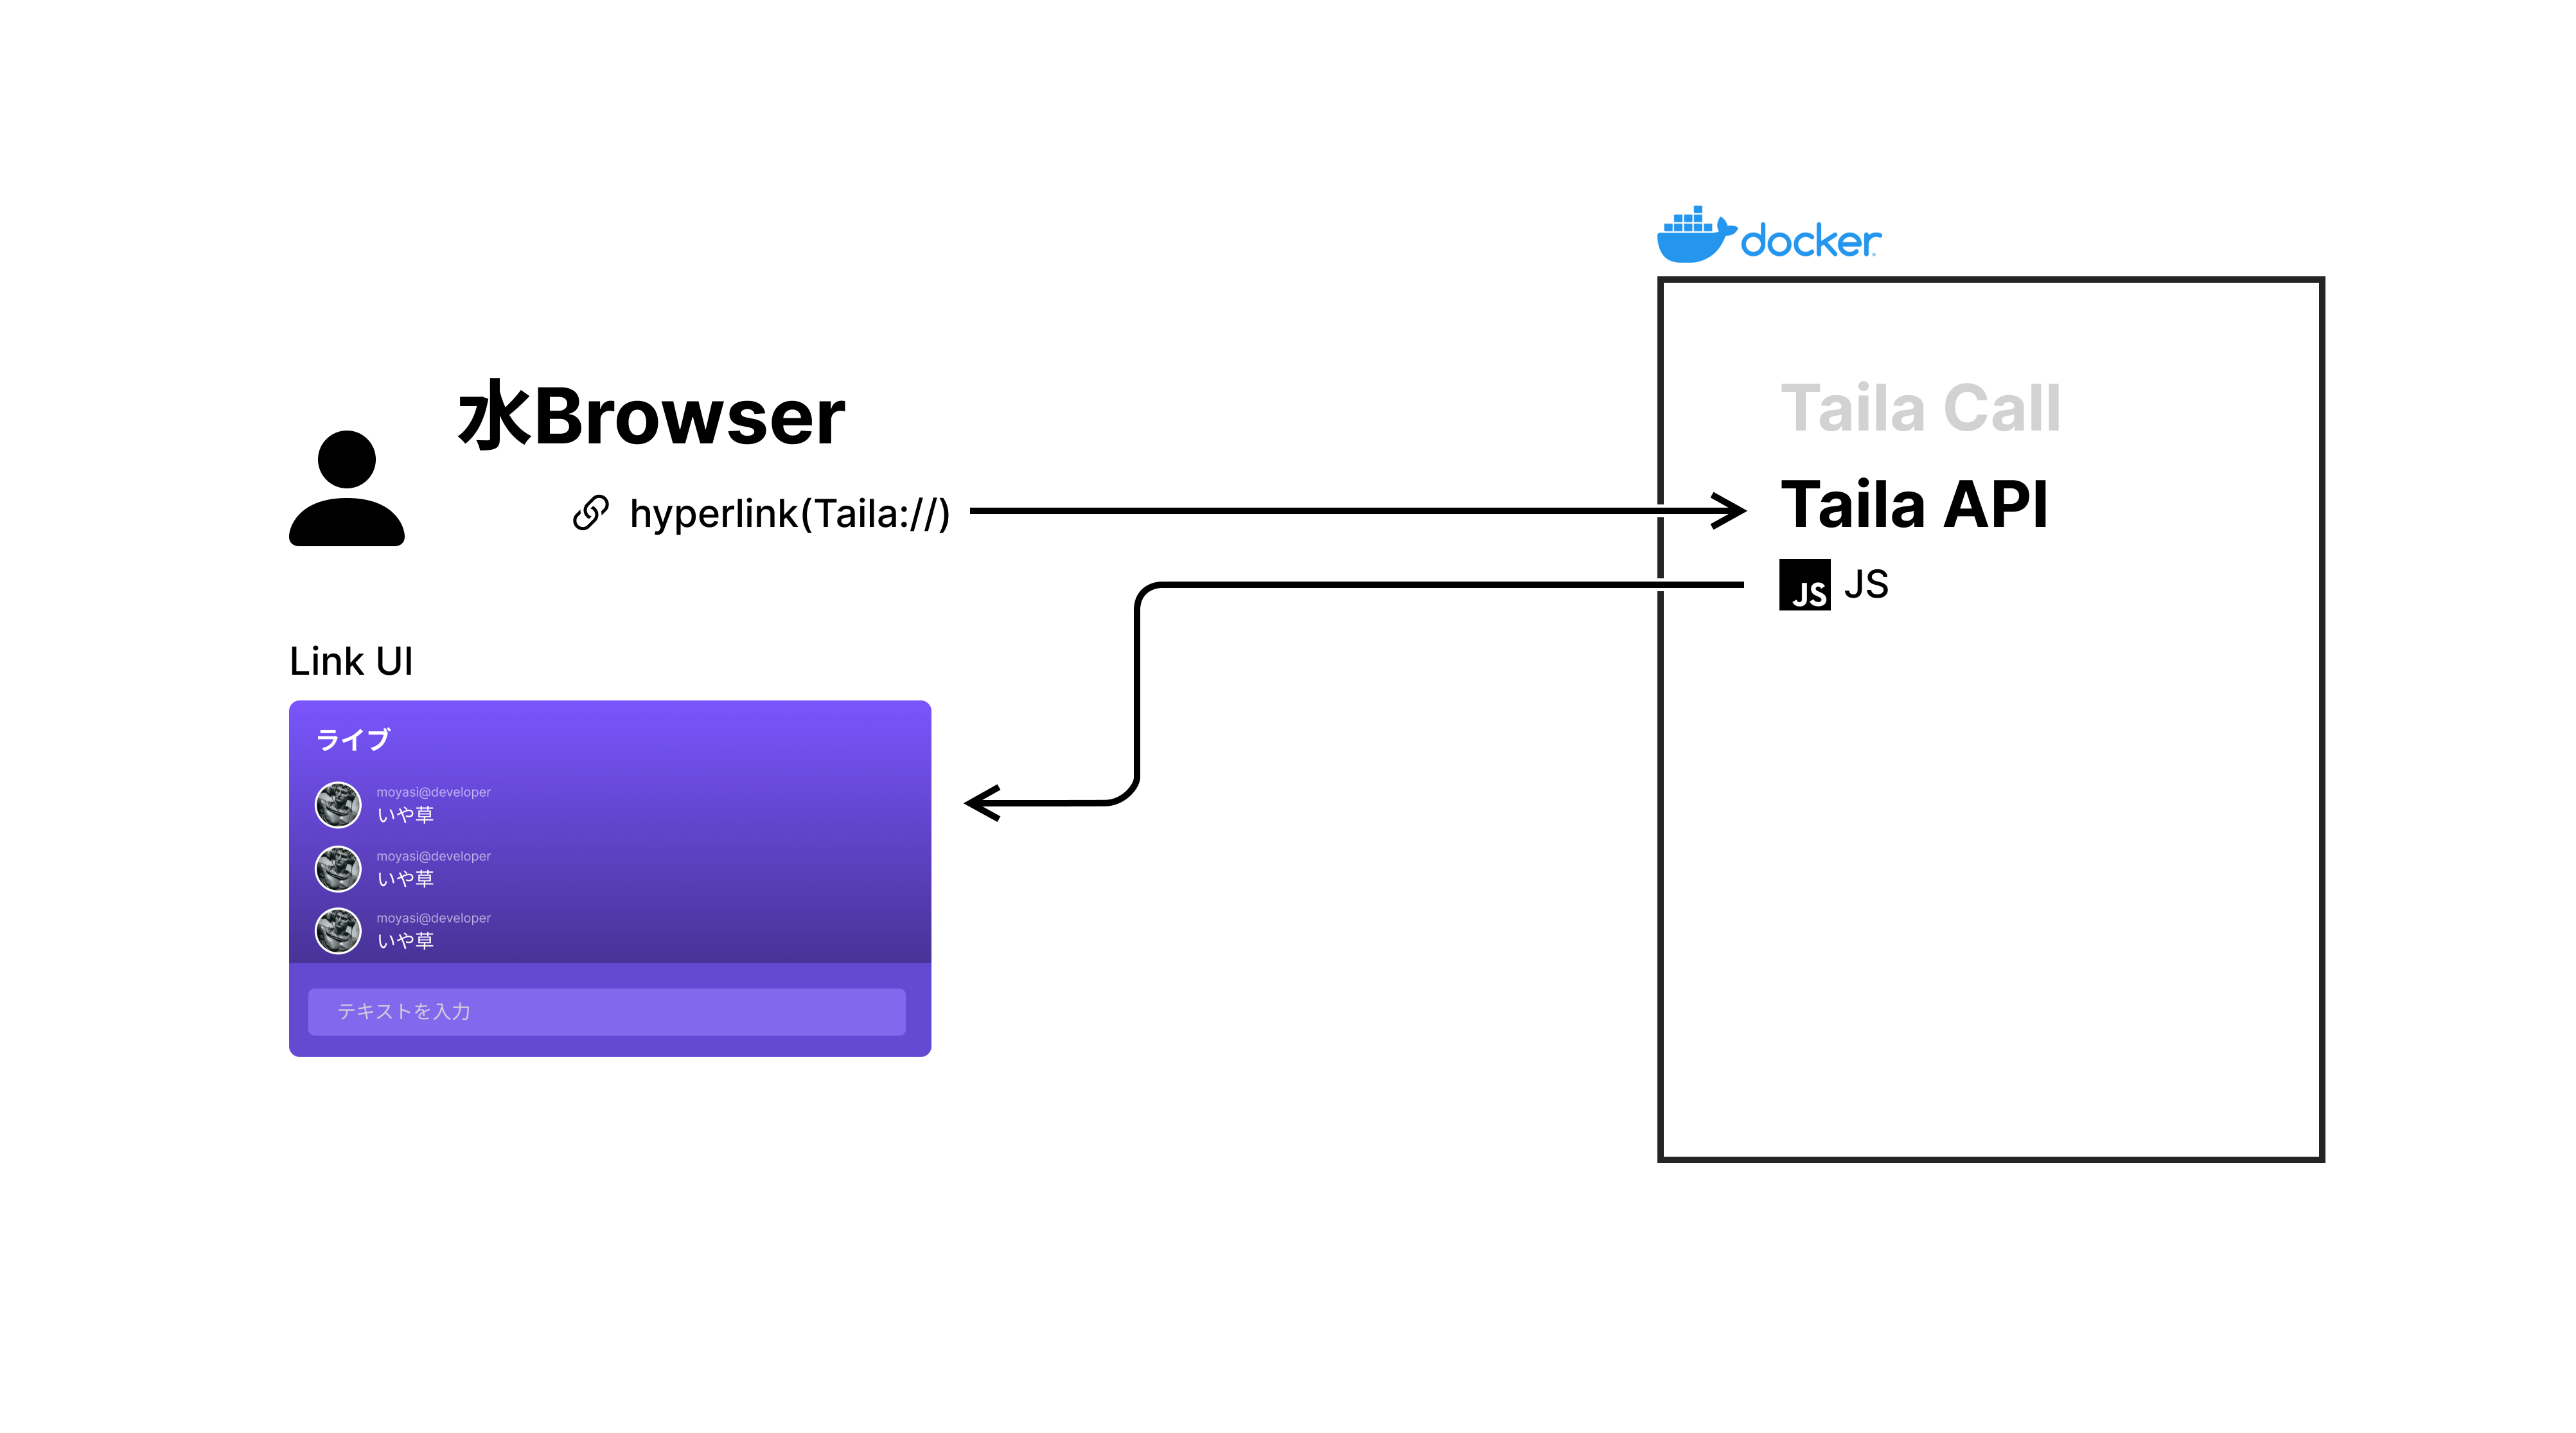 docker
水Browser
hyperlink(Taila://)
Taila Call
Taila API
JS JS
Link UI
ライブ
moyasi@developer
いや草
moyasi@developer
いや草
moyasi@developer
いや草
テキストを入力